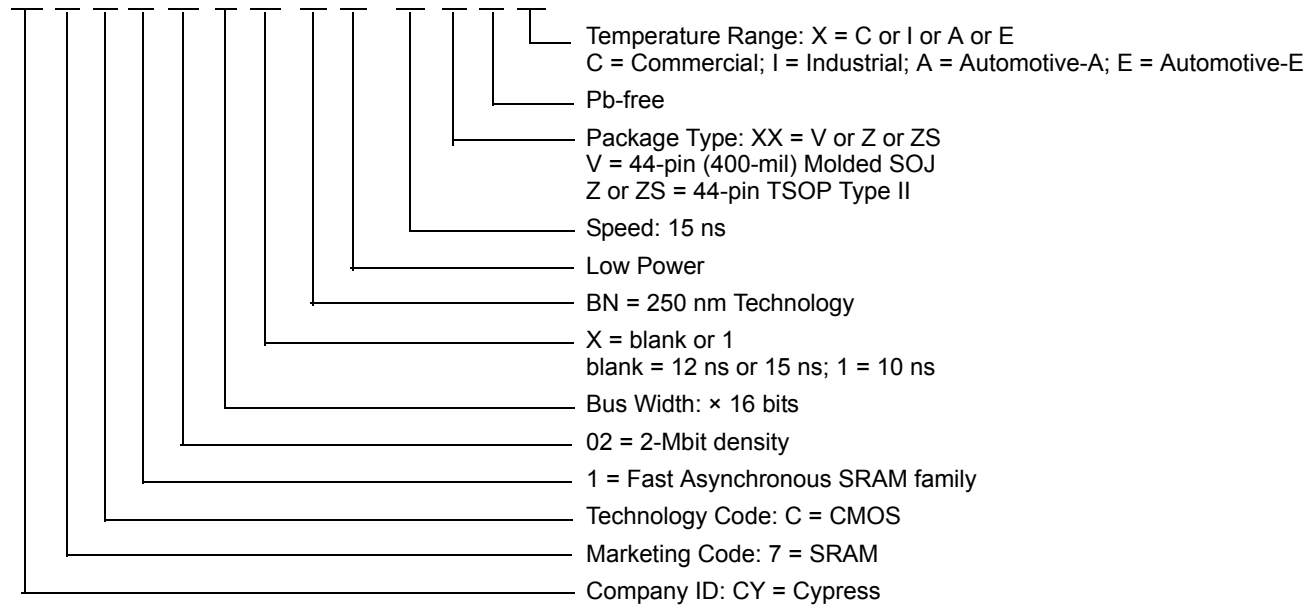 Temperature Range: X = C or I or A or E
C = Commercial; I = Industrial; A = Automotive-A; E = Automotive-E
Pb-free
Package Type: XX = V or Z or ZS
V = 44-pin (400-mil) Molded SOJ
Z or ZS = 44-pin TSOP Type II
Speed: 15 ns
Low Power
BN = 250 nm Technology
X = blank or 1
blank = 12 ns or 15 ns; 1 = 10 ns
Bus Width: × 16 bits
02 = 2-Mbit density
1 = Fast Asynchronous SRAM family
Technology Code: C = CMOS
Marketing Code: 7 = SRAM
Company ID: CY = Cypress